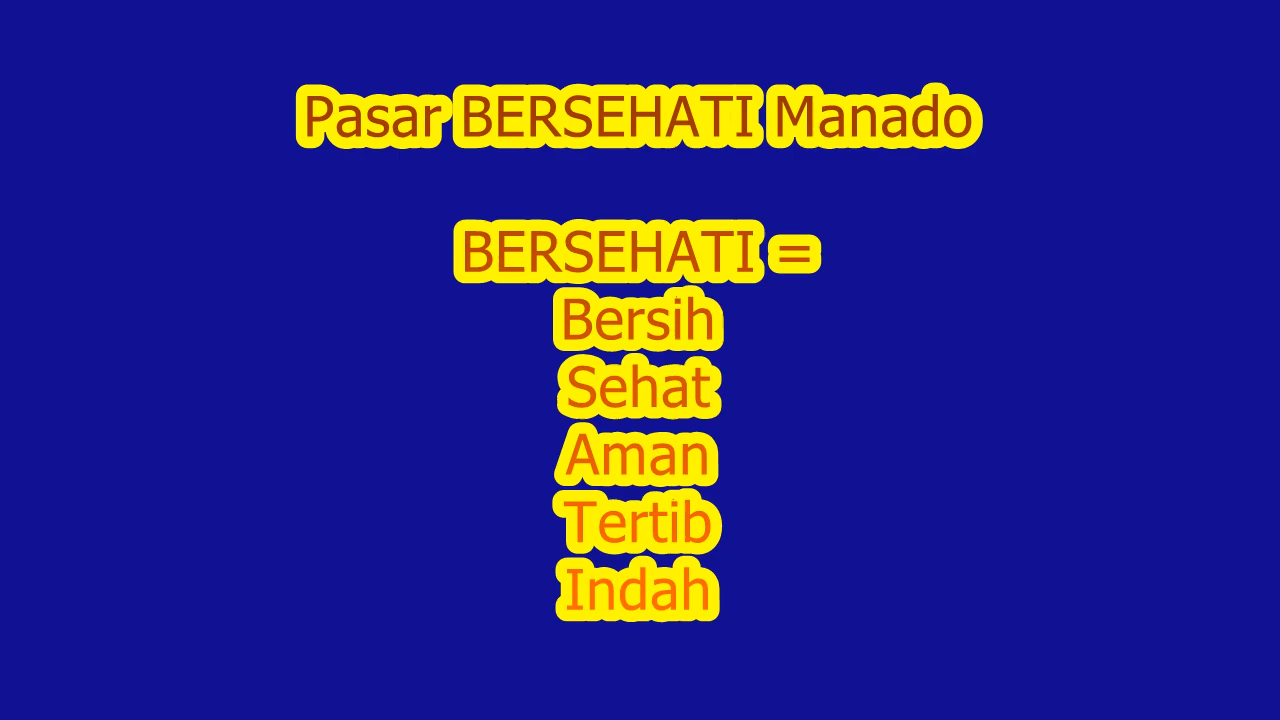 Pasar BERSEHATI Manado
BERSEHATI =
Bersih
Sehat
Aman
Tertib
Indah